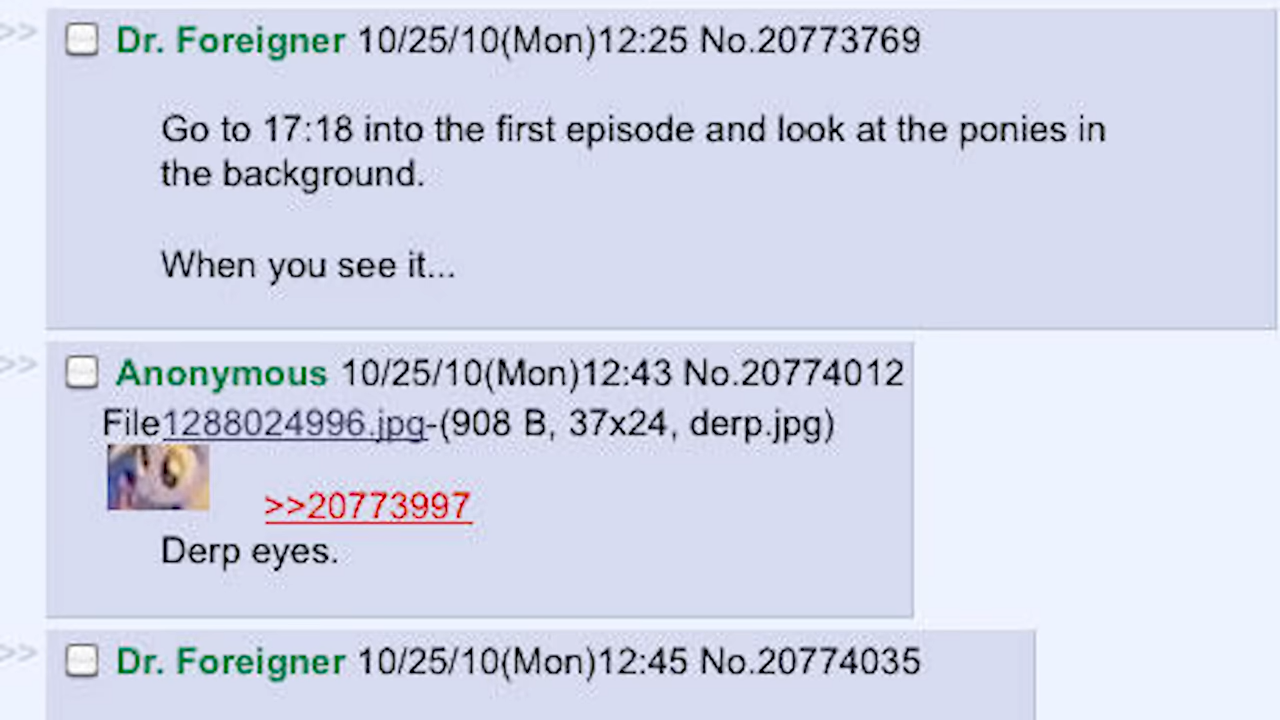 >> Dr. Foreigner 10/25/10(Mon)12:25 No.20773769
Go to 17:18 into the first episode and look at the ponies in
the background.
When you see it...
>> Anonymous 10/25/10(Mon)12:43 No.20774012
File1288024996.jpg-(908 B, 37x24, derp.jpg)
>>20773997
Derp eyes.
>> Dr. Foreigner 10/25/10(Mon)12:45 No.20774035